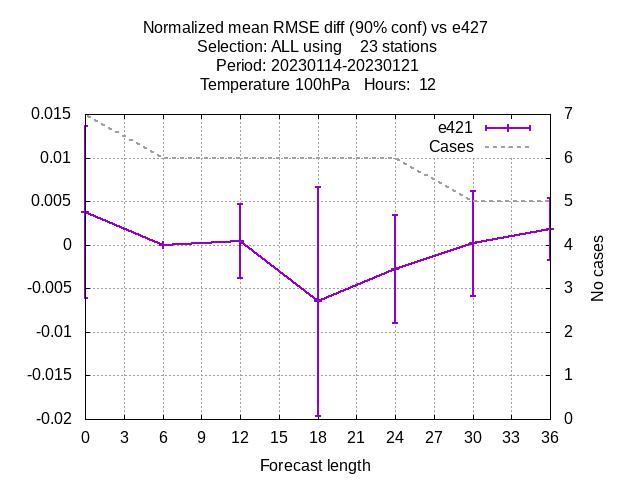 Normalized mean RMSE diff (90% conf) vs e427
Selection: ALL using    23 stations
Period: 20230114-20230121
Temperature 100hPa   Hours:  12
0.015
0.01
0.005
0
-0.005
-0.01
-0.015
-0.02
e421
Cases
7
6
5
4
3
2
1
0
No cases
0 3 6 9 12 15 18 21 24 27 30 33 36
Forecast length